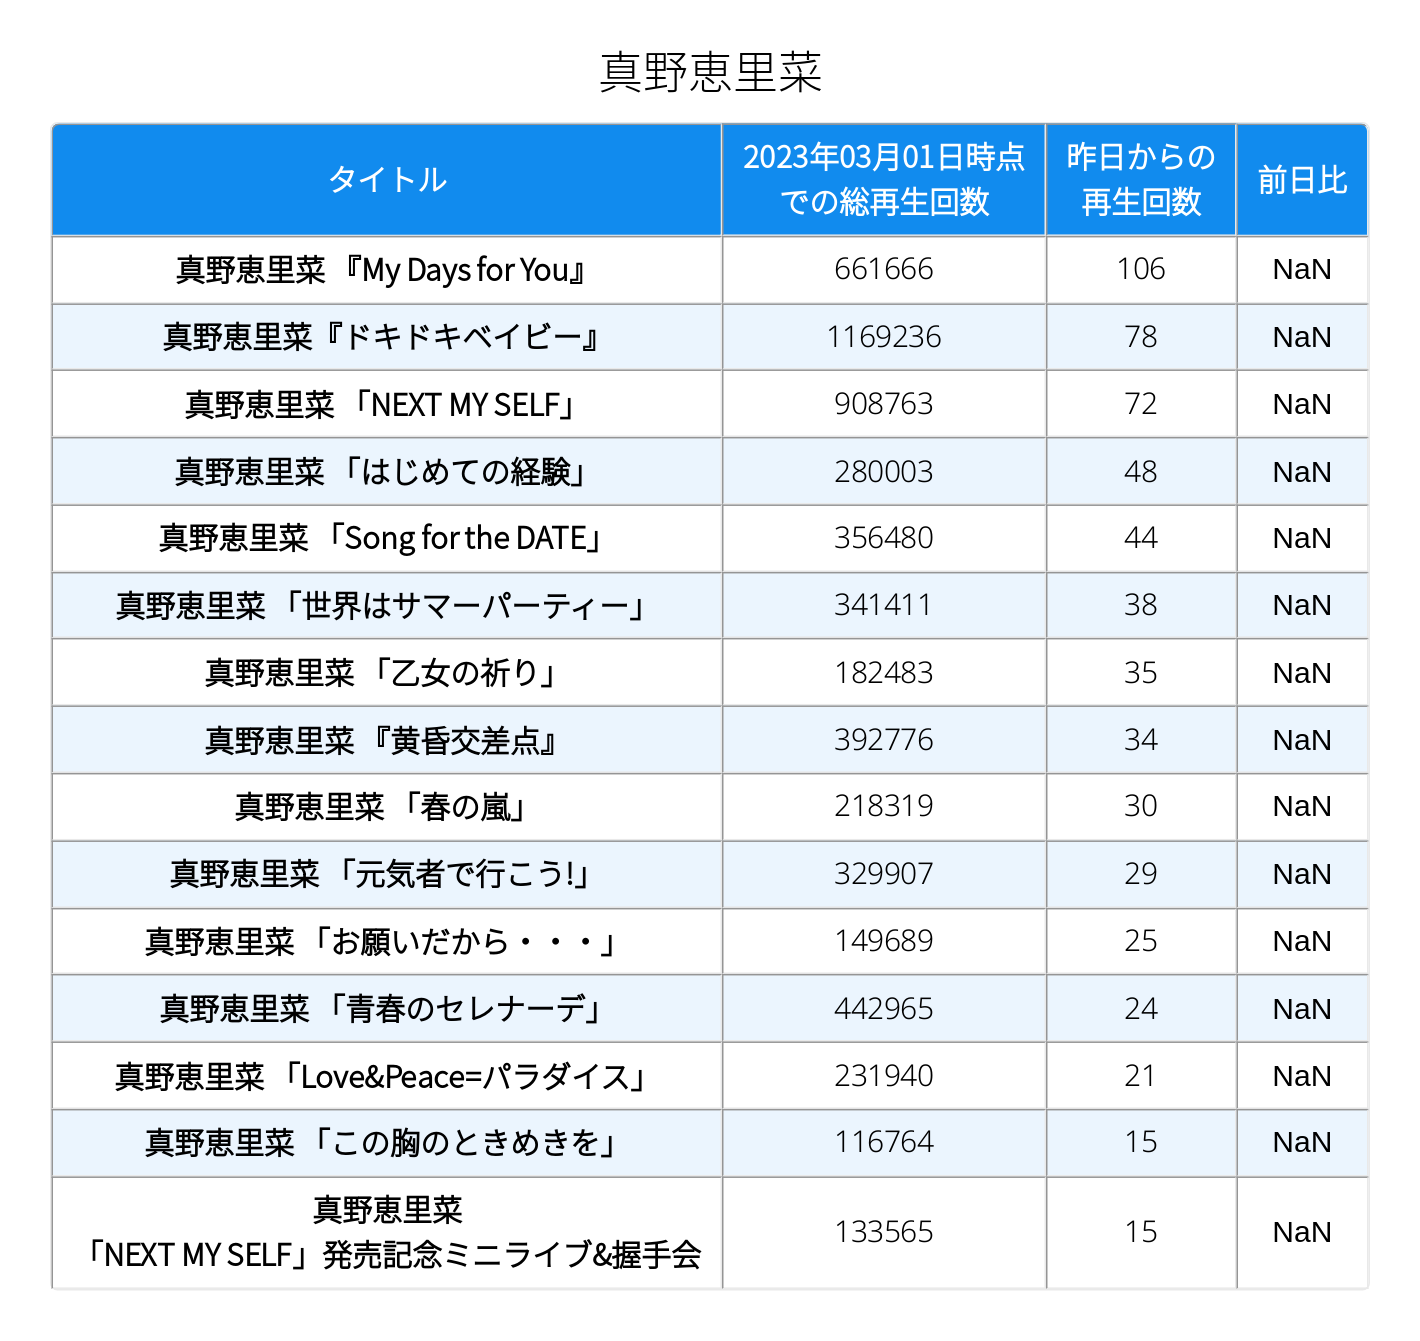 真野恵里菜
タイトル
2023年03月01日時点
での総再生回数
昨日からの
再生回数
前日比
真野恵里菜 『My Days for You』 661666 106 NaN
真野恵里菜『ドキドキベイビー』 1169236 78 NaN
真野恵里菜 「NEXT MY SELF」 908763 72 NaN
真野恵里菜 「はじめての経験」 280003 48 NaN
真野恵里菜 「Song for the DATE」 356480 44 NaN
真野恵里菜 「世界はサマーパーティー」 341411 38 NaN
真野恵里菜 「乙女の祈り」 182483 35 NaN
真野恵里菜 『黄昏交差点』 392776 34 NaN
真野恵里菜 「春の嵐」 218319 30 NaN
真野恵里菜 「元気者で行こう!」 329907 29 NaN
真野恵里菜 「お願いだから・・・」 149689 25 NaN
真野恵里菜 「青春のセレナーデ」 442965 24 NaN
真野恵里菜 「Love&Peace=パラダイス」 231940 21 NaN
真野恵里菜 「この胸のときめきを」 116764 15 NaN
真野恵里菜
「NEXT MY SELF」発売記念ミニライブ&握手会 133565 15 NaN